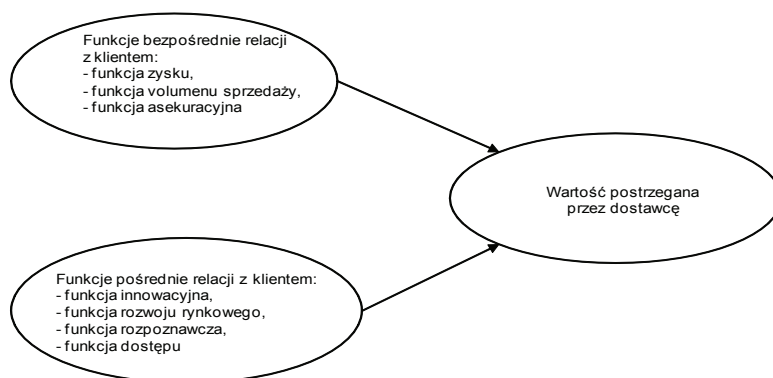 Funkcje bezpośrednie relacji
z klientem:
- funkcja zysku,
- funkcja volumenu sprzedaży,
- funkcja asekuracyjna
Wartość postrzegana
przez dostawcę
Funkcje pośrednie relacji z klientem:
- funkcja innowacyjna,
- funkcja rozwoju rynkowego,
- funkcja rozpoznawcza,
- funkcja dostępu